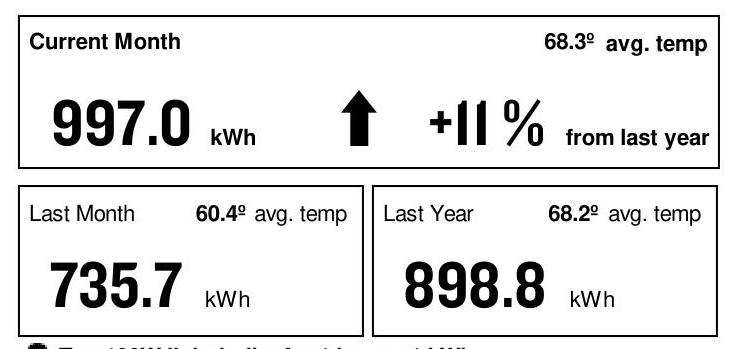 Current Month 68.3º avg. temp
997.0 kWh +11% from last year
Last Month 60.4º avg. temp
735.7 kWh
Last Year 68.2º avg. temp
898.8 kWh